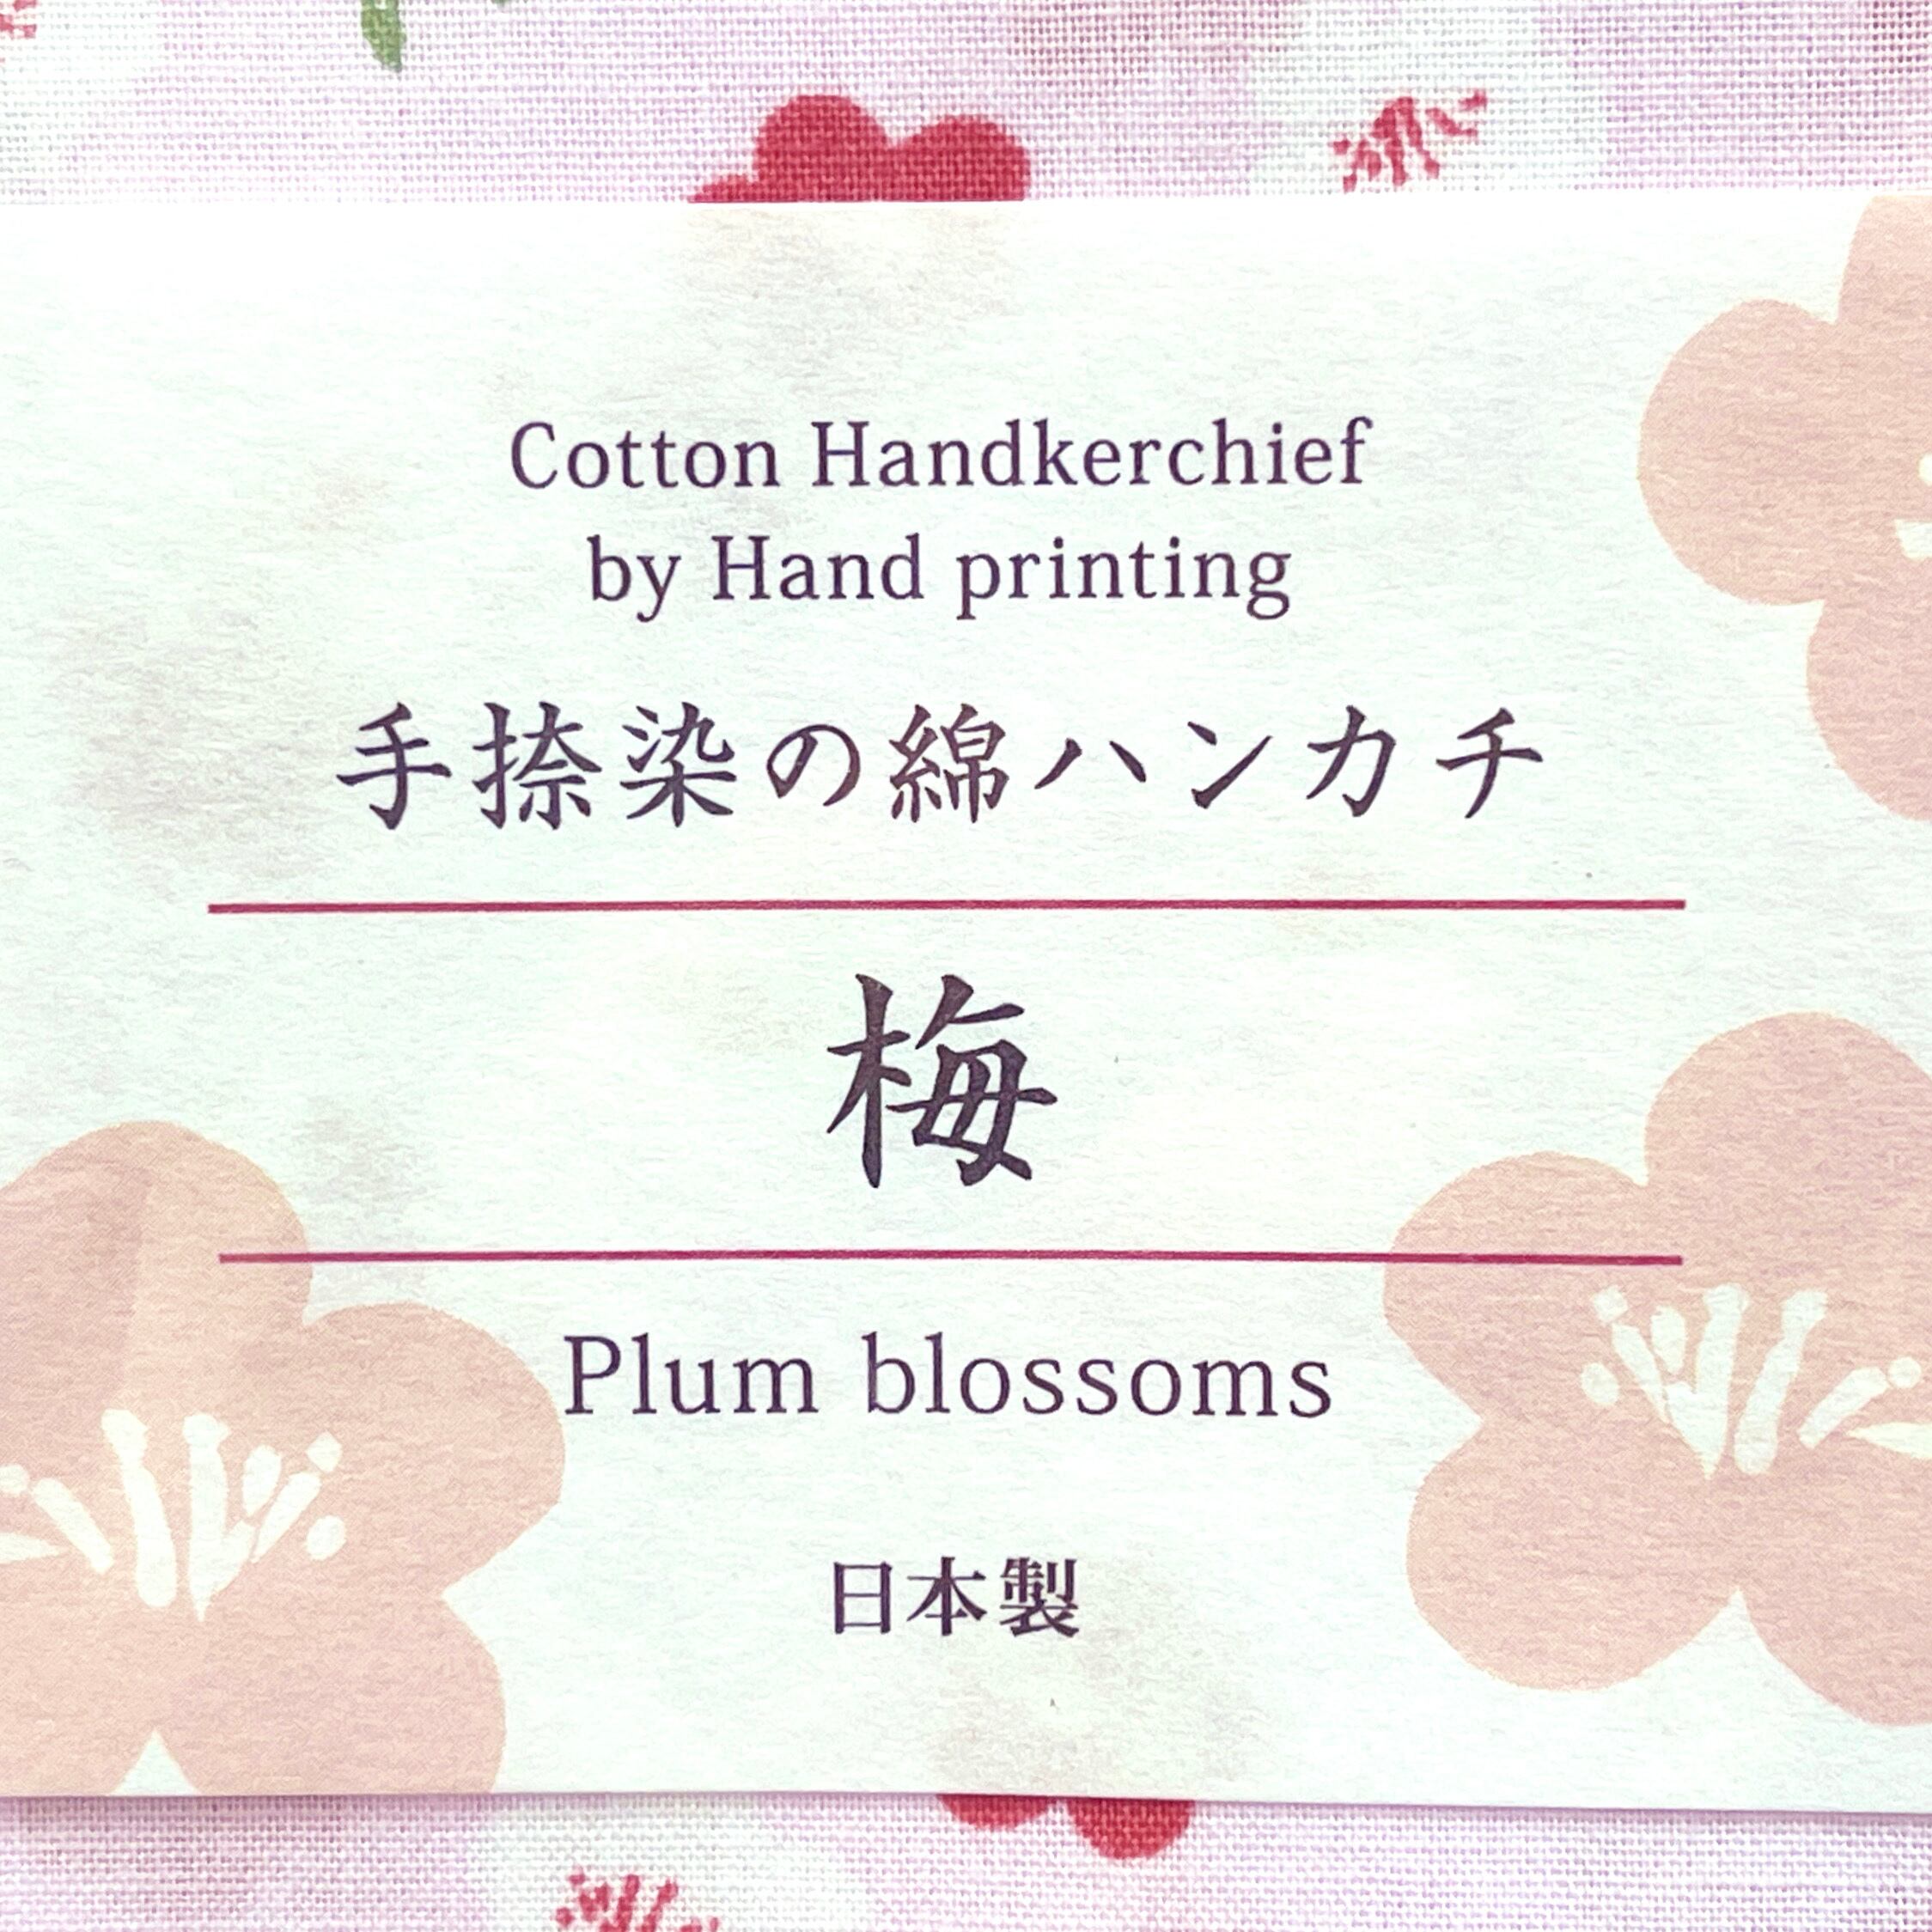 Cotton Handkerchief
by Hand printing
手捺染の綿ハンカチ
梅
Plum blossoms
日本製